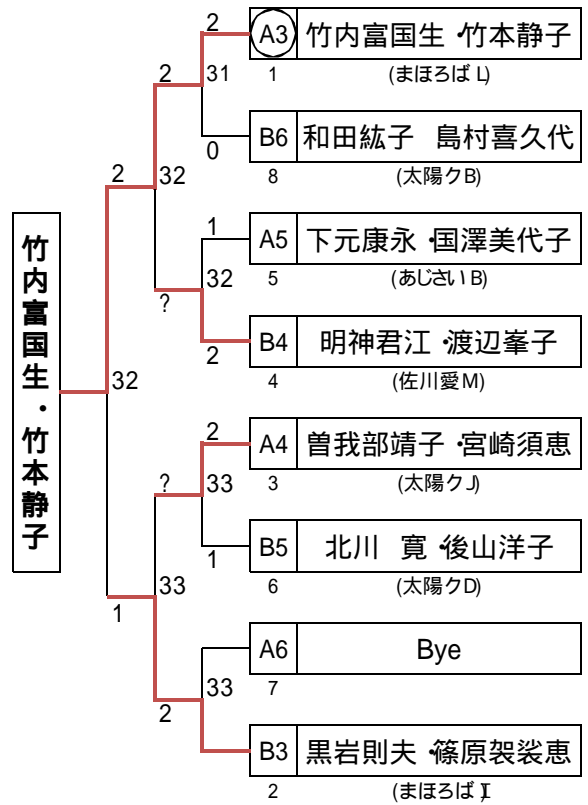 2
A3 竹内富国生・竹本静子
31
1
(まほろばL)
2
0
B6 和田紘子 島村喜久代
8
(太陽クB)
32
2
1
A5 下元康永・国澤美代子
32
5
(あじさいB)
?
2
B4 明神君江・渡辺峯子
4
(佐川愛M)
竹内富国生・竹本静子
32
2
A4 曽我部靖子・宮崎須恵
33
3
(太陽クJ)
?
1
B5 北川 寛・後山洋子
6
(太陽クD)
33
1
A6 Bye
33
7
2
B3 黒岩則夫・篠原袈裟恵
2
(まほろば